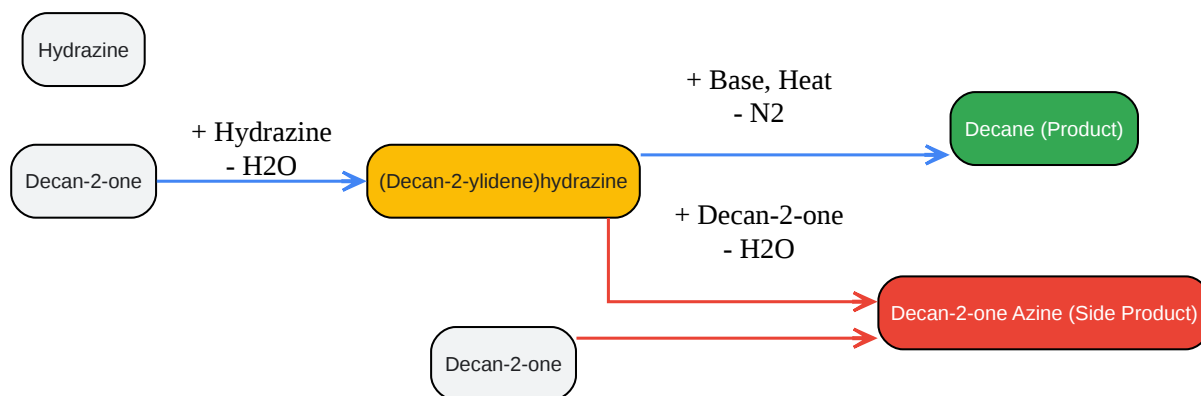 Hydrazine
+ Base, Heat
- N2
Decane (Product)
+ Hydrazine
- H2O
Decan-2-one
(Decan-2-ylidene)hydrazine
+ Decan-2-one
- H2O
Decan-2-one Azine (Side Product)
Decan-2-one